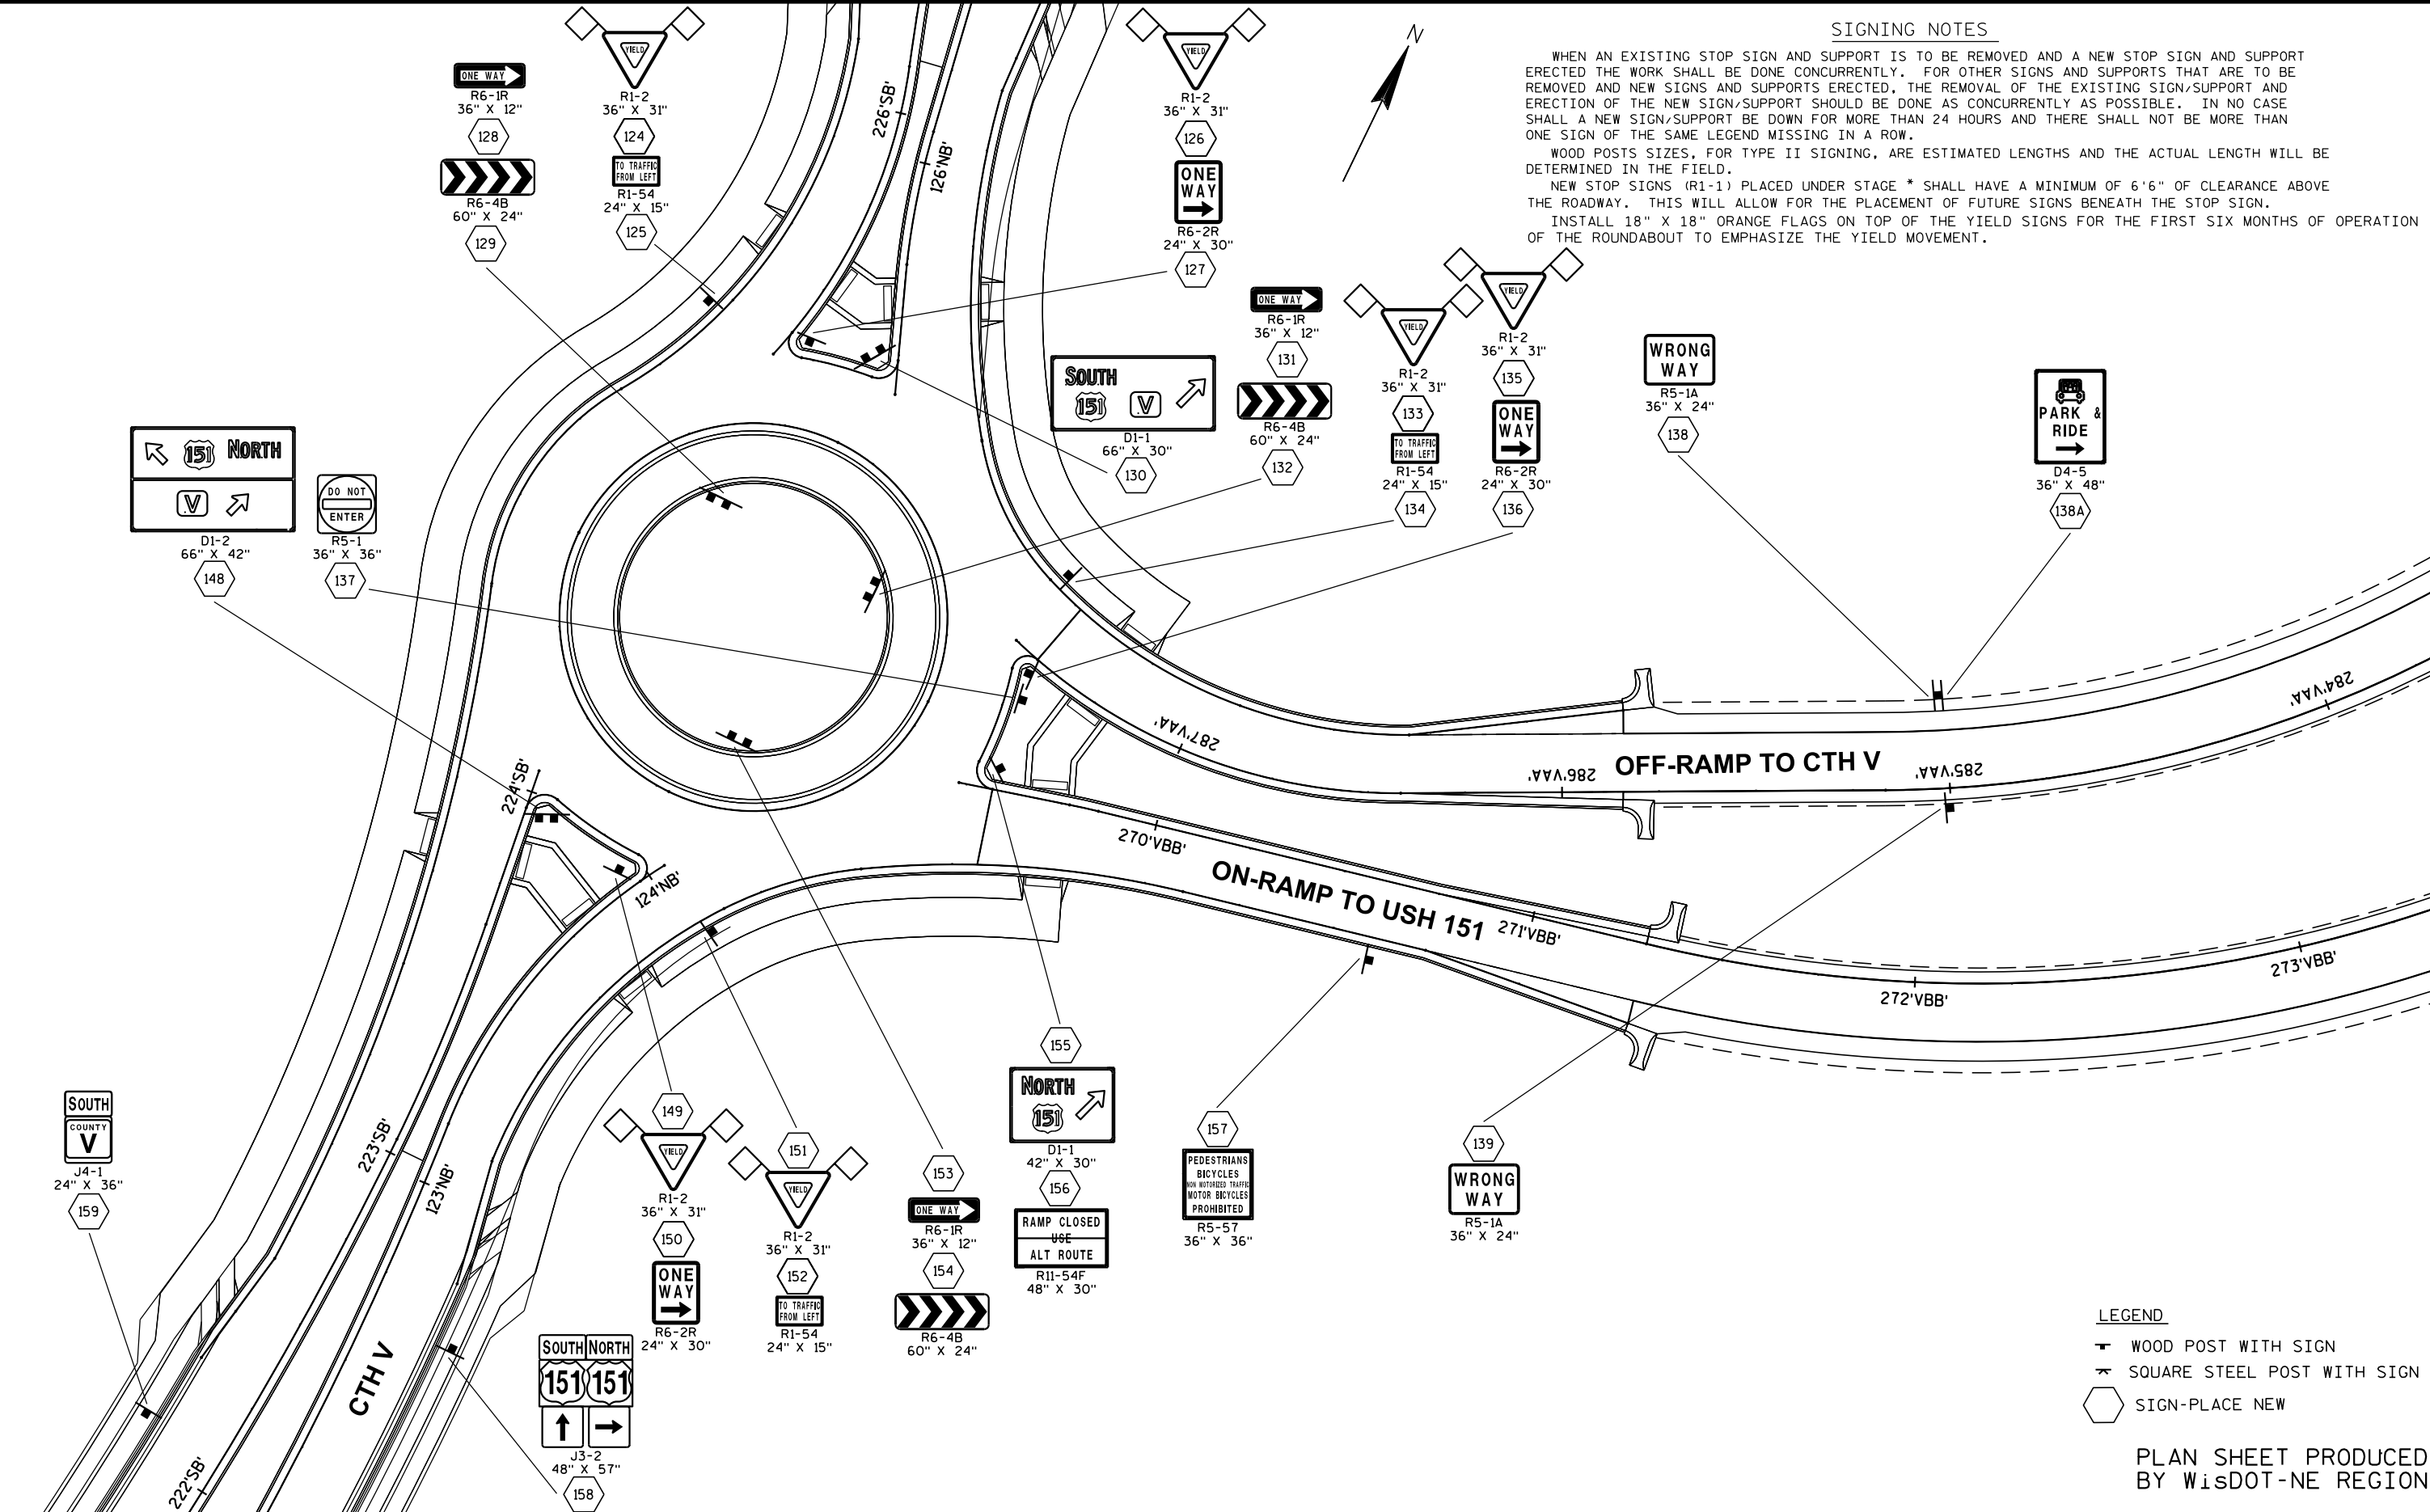 SIGNING NOTES
WHEN AN EXISTING STOP SIGN AND SUPPORT IS TO BE REMOVED AND A NEW STOP SIGN AND SUPPORT
ERECTED THE WORK SHALL BE DONE CONCURRENTLY. FOR OTHER SIGNS AND SUPPORTS THAT ARE TO BE
REMOVED AND NEW SIGNS AND SUPPORTS ERECTED, THE REMOVAL OF THE EXISTING SIGN/SUPPORT AND
ERECTION OF THE NEW SIGN/SUPPORT SHOULD BE DONE AS CONCURRENTLY AS POSSIBLE. IN NO CASE
SHALL A NEW SIGN/SUPPORT BE DOWN FOR MORE THAN 24 HOURS AND THERE SHALL NOT BE MORE THAN
ONE SIGN OF THE SAME LEGEND MISSING IN A ROW.
WOOD POSTS SIZES, FOR TYPE II SIGNING, ARE ESTIMATED LENGTHS AND THE ACTUAL LENGTH WILL BE
DETERMINED IN THE FIELD.
NEW STOP SIGNS (R1-1) PLACED UNDER STAGE * SHALL HAVE A MINIMUM OF 6'6" OF CLEARANCE ABOVE
THE ROADWAY. THIS WILL ALLOW FOR THE PLACEMENT OF FUTURE SIGNS BENEATH THE STOP SIGN.
INSTALL 18" X 18" ORANGE FLAGS ON TOP OF THE YIELD SIGNS FOR THE FIRST SIX MONTHS OF OPERATION
OF THE ROUNDABOUT TO EMPHASIZE THE YIELD MOVEMENT.
N
ONE WAY
R6-1R
36" X 12"
128
R6-4B
60" X 24"
129
YIELD
R1-2
36" X 31"
124
TO TRAFFIC
FROM LEFT
R1-54
24" X 15"
125
226'SB'
126'NB'
YIELD
R1-2
36" X 31"
126
ONE
WAY
R6-2R
24" X 30"
127
SOUTH
151 V
D1-1
66" X 30"
130
ONE WAY
R6-1R
36" X 12"
131
R6-4B
60" X 24"
132
YIELD
R1-2
36" X 31"
133
TO TRAFFIC
FROM LEFT
R1-54
24" X 15"
134
YIELD
R1-2
36" X 31"
135
ONE
WAY
R6-2R
24" X 30"
136
WRONG
WAY
R5-1A
36" X 24"
138
PARK &
RIDE
D4-5
36" X 48"
138A
151 NORTH
V
D1-2
66" X 42"
148
DO NOT
ENTER
R5-1
36" X 36"
137
284'VAA'
285'VAA'
286'VAA'
287'VAA'
OFF-RAMP TO CTH V
270'VBB'
ON-RAMP TO USH 151
271'VBB'
272'VBB'
273'VBB'
224'SB'
124'NB'
223'SB'
123'NB'
CTH V
222'SB'
SOUTH
COUNTY
V
J4-1
24" X 36"
159
149
YIELD
R1-2
36" X 31"
150
ONE
WAY
R6-2R
24" X 30"
151
YIELD
R1-2
36" X 31"
152
TO TRAFFIC
FROM LEFT
R1-54
24" X 15"
153
ONE WAY
R6-1R
36" X 12"
154
R6-4B
60" X 24"
155
NORTH
151
D1-1
42" X 30"
156
RAMP CLOSED
USE
ALT ROUTE
R11-54F
48" X 30"
157
PEDESTRIANS
BICYCLES
NON MOTORIZED TRAFFIC
MOTOR BICYCLES
PROHIBITED
R5-57
36" X 36"
139
WRONG
WAY
R5-1A
36" X 24"
SOUTH NORTH
151 151
J3-2
48" X 57"
158
LEGEND
WOOD POST WITH SIGN
SQUARE STEEL POST WITH SIGN
SIGN-PLACE NEW
PLAN SHEET PRODUCED
BY WisDOT-NE REGION